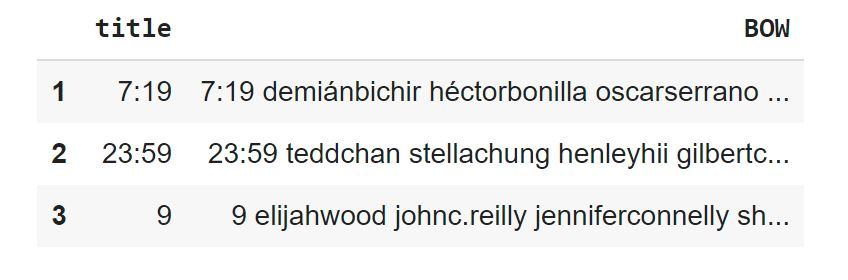 title BOW
1 7:19 7:19 demiánbichir héctorbonilla oscarserrano ...
2 23:59 23:59 teddchan stellachung henleyhii gilbertc...
3 9 9 elijahwood johnc.reilly jenniferconnelly sh...